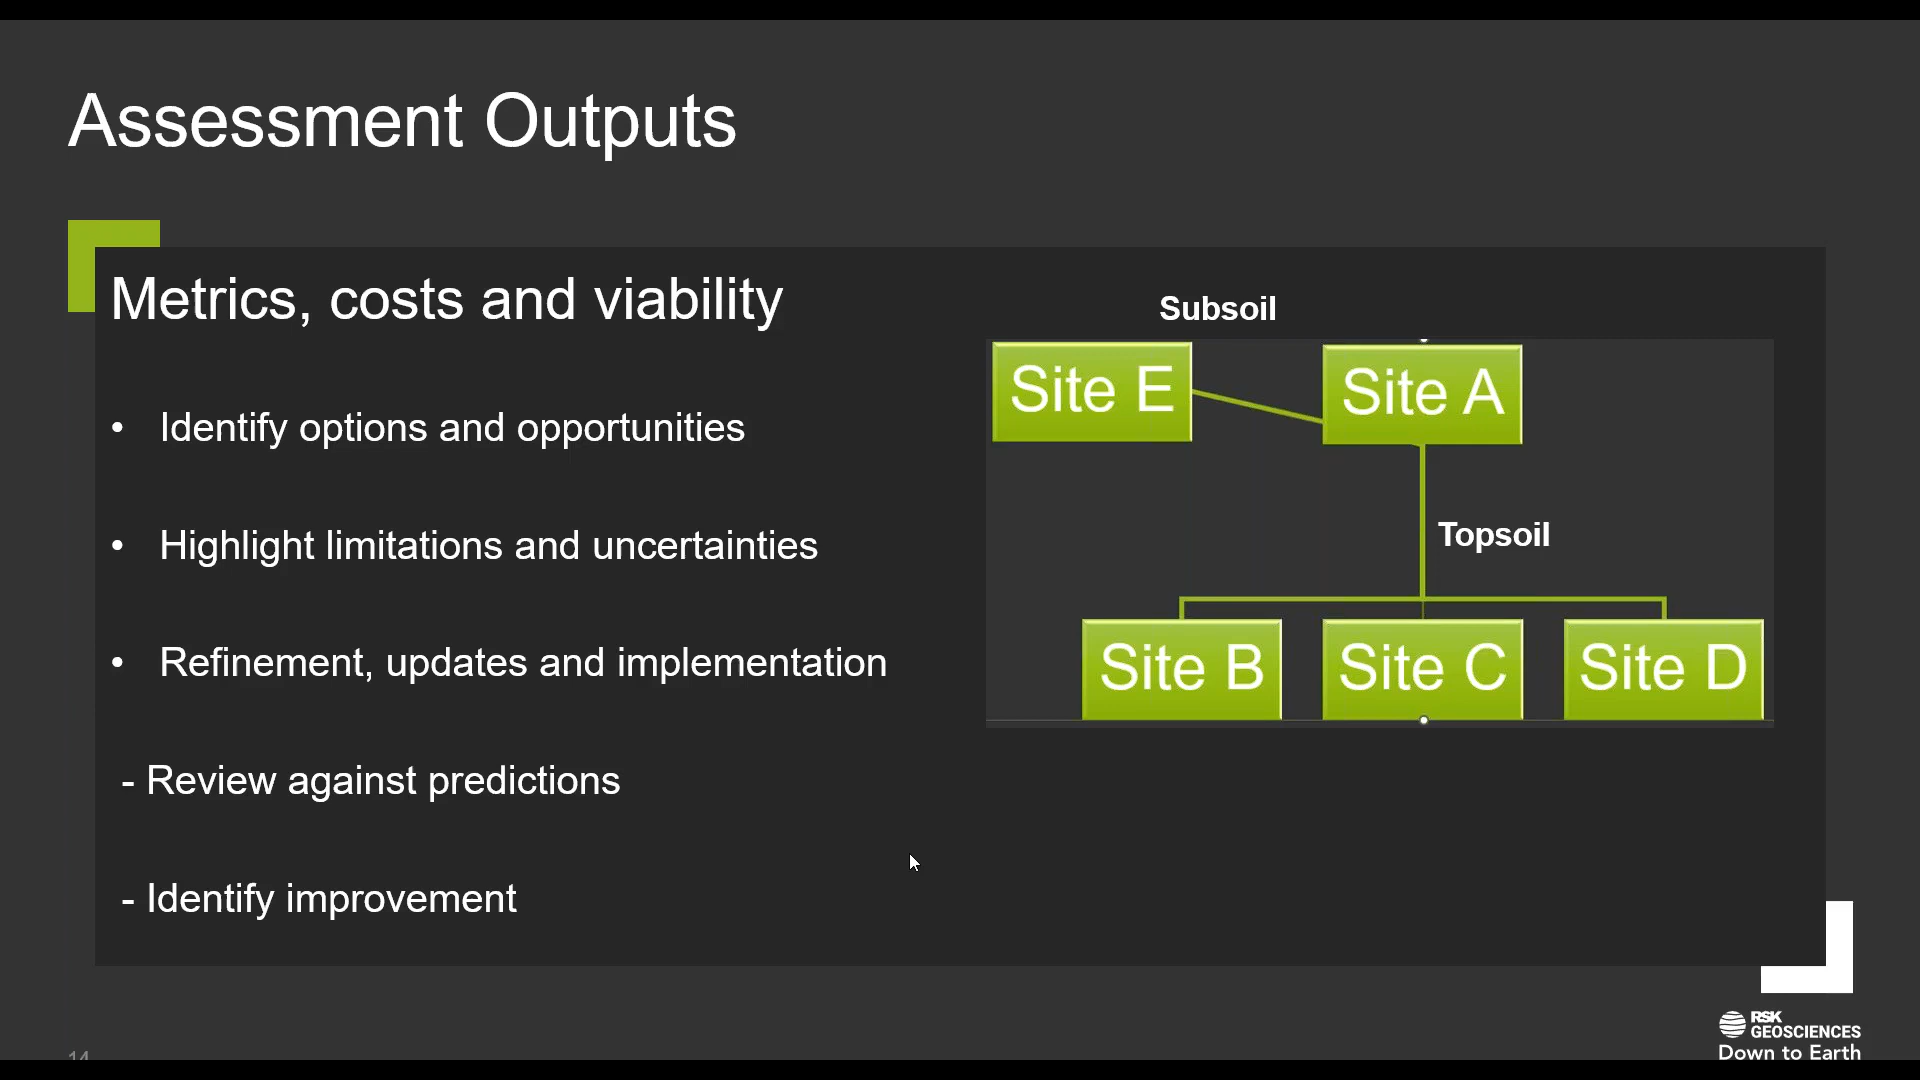 Assessment Outputs
Metrics, costs and viability
• Identify options and opportunities
• Highlight limitations and uncertainties
• Refinement, updates and implementation
- Review against predictions
- Identify improvement
Subsoil
Site E
Site A
Topsoil
Site B
Site C
Site D
14
RSK
GEOSCIENCES
Down to Earth